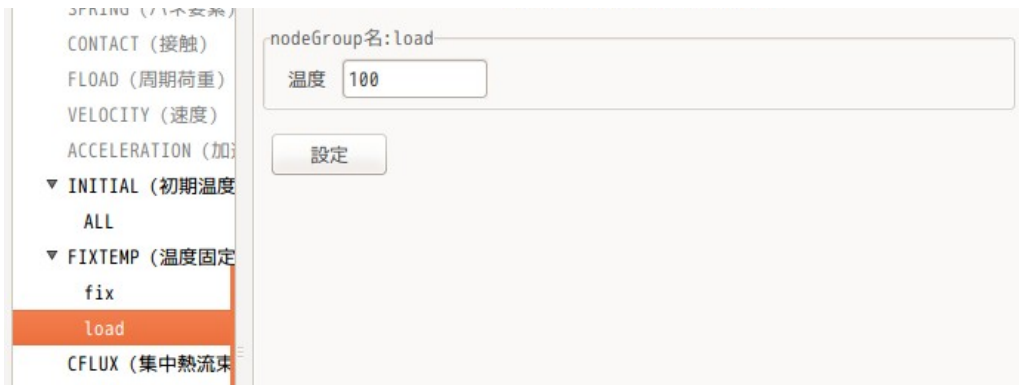 CONTACT (接触)
FLOAD (周期荷重)
VELOCITY (速度)
ACCELERATION (加
▼ INITIAL (初期温度
ALL
▼ FIXTEMP (温度固定
fix
load
CFLUX (集中熱流束
nodeGroup名:load
温度 100
設定